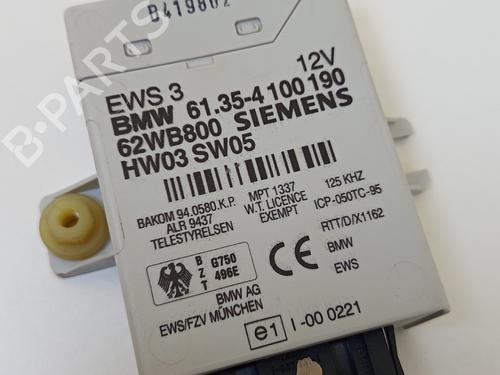 B419802
EWS 3 12V
BMW 61.35-4 100 190
62WB800 SIEMENS
HW03 SW05
BAKOM 94.0580.K.P.
ALR 9437
TELESTYRELSEN
MPT 1337
W.T. LICENCE
EXEMPT
125 KHZ
ICP-050TC-95
RTT/D/X1162
BMW
EWS
B
Z
T
G750
496E
BMW AG
EWS/FZV MÜNCHEN
e1 I-00 0221
B-PARTS